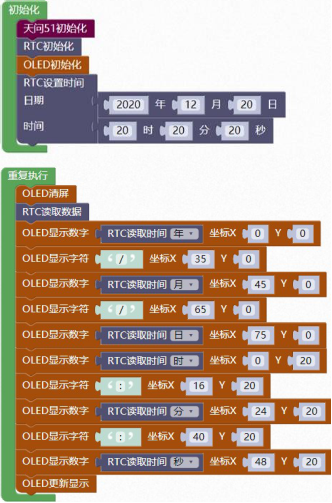 初始化
天问51初始化
RTC初始化
OLED初始化
RTC设置时间
日期 2020 年 12 月 20 日
时间 20 时 20 分 20 秒
重复执行
OLED清屏
RTC读取数据
OLED显示数字 RTC读取时间 年 坐标X 0 Y 0
OLED显示字符 “ / ” 坐标X 35 Y 0
OLED显示数字 RTC读取时间 月 坐标X 45 Y 0
OLED显示字符 “ / ” 坐标X 65 Y 0
OLED显示数字 RTC读取时间 日 坐标X 75 Y 0
OLED显示数字 RTC读取时间 时 坐标X 0 Y 20
OLED显示字符 “ : ” 坐标X 16 Y 20
OLED显示数字 RTC读取时间 分 坐标X 24 Y 20
OLED显示字符 “ : ” 坐标X 40 Y 20
OLED显示数字 RTC读取时间 秒 坐标X 48 Y 20
OLED更新显示